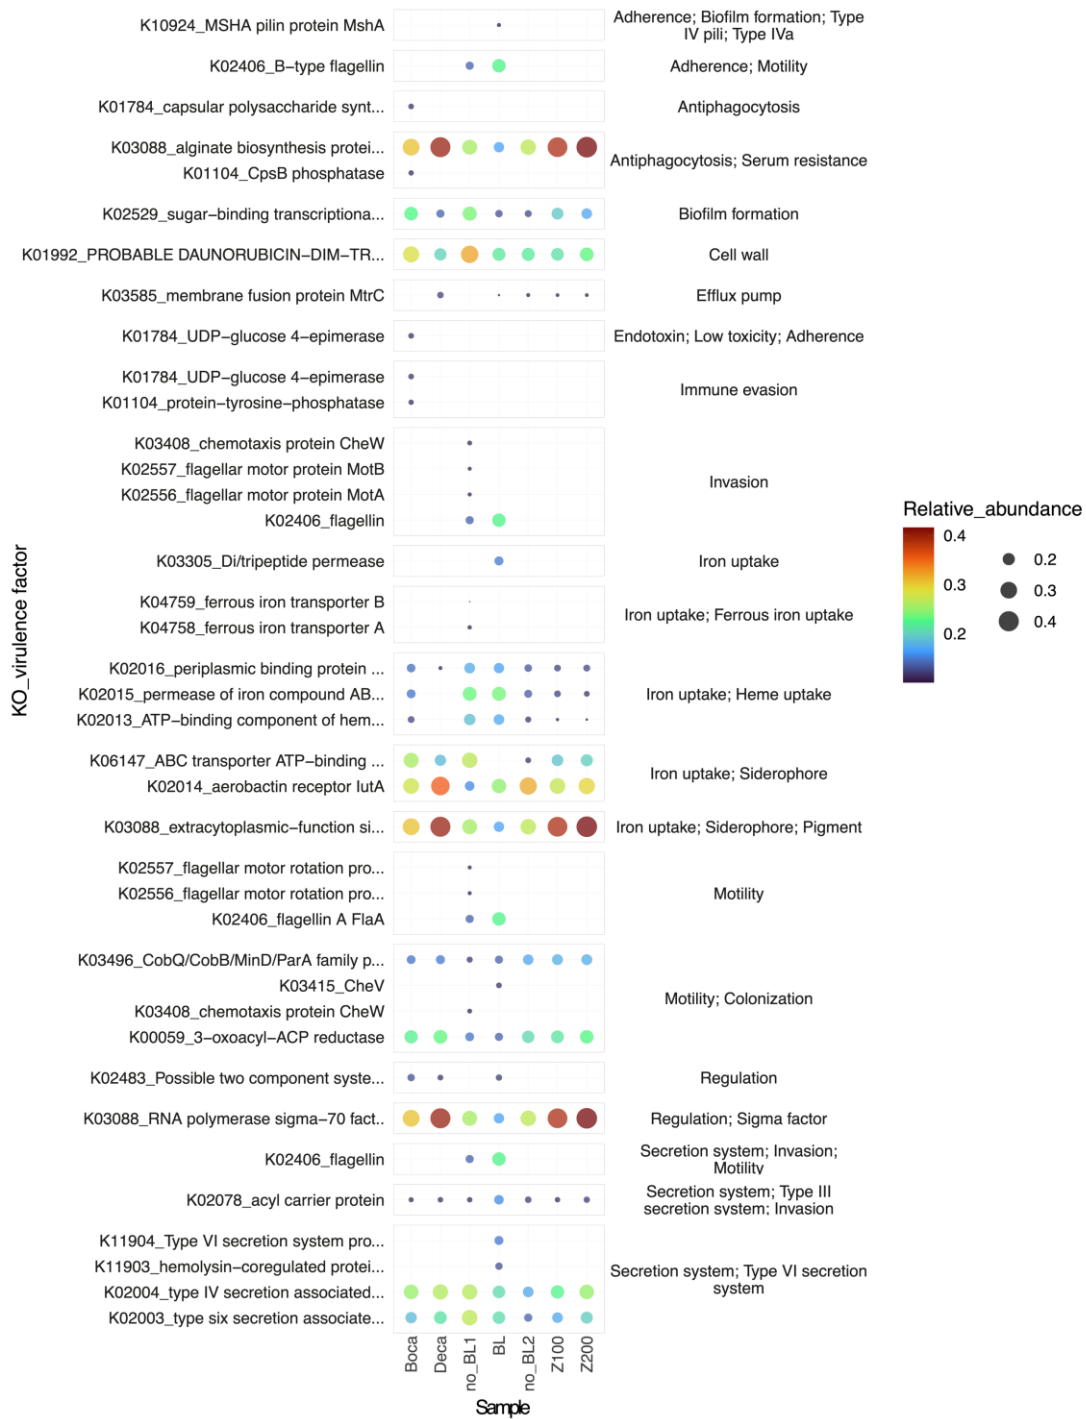 K10924_MSHA pilin protein MshA
Adherence; Biofilm formation; Type
IV pili; Type IVa
K02406_B−type flagellin
Adherence; Motility
K01784_capsular polysaccharide synt...
Antiphagocytosis
K03088_alginate biosynthesis protei...
K01104_CpsB phosphatase
Antiphagocytosis; Serum resistance
K02529_sugar−binding transcriptiona...
Biofilm formation
K01992_PROBABLE DAUNORUBICIN−DIM−TR...
Cell wall
K03585_membrane fusion protein MtrC
Efflux pump
K01784_UDP−glucose 4−epimerase
Endotoxin; Low toxicity; Adherence
K01784_UDP−glucose 4−epimerase
K01104_protein−tyrosine−phosphatase
Immune evasion
K03408_chemotaxis protein CheW
K02557_flagellar motor protein MotB
K02556_flagellar motor protein MotA
K02406_flagellin
Invasion
K03305_Di/tripeptide permease
Iron uptake
K04759_ferrous iron transporter B
K04758_ferrous iron transporter A
Iron uptake; Ferrous iron uptake
K02016_periplasmic binding protein ...
K02015_permease of iron compound AB...
K02013_ATP−binding component of hem...
Iron uptake; Heme uptake
K06147_ABC transporter ATP−binding ...
K02014_aerobactin receptor IutA
Iron uptake; Siderophore
K03088_extracytoplasmic−function si...
Iron uptake; Siderophore; Pigment
K02557_flagellar motor rotation pro...
K02556_flagellar motor rotation pro...
K02406_flagellin A FlaA
Motility
K03496_CobQ/CobB/MinD/ParA family p...
K03415_CheV
K03408_chemotaxis protein CheW
K00059_3−oxoacyl−ACP reductase
Motility; Colonization
K02483_Possible two component syste...
Regulation
K03088_RNA polymerase sigma−70 fact..
Regulation; Sigma factor
K02406_flagellin
Secretion system; Invasion;
Motility
K02078_acyl carrier protein
Secretion system; Type III
secretion system; Invasion
K11904_Type VI secretion system pro...
K11903_hemolysin−coregulated protei...
K02004_type IV secretion associated...
K02003_type six secretion associate...
Secretion system; Type VI secretion
system
Boca
Deca
no_BL1
BL
no_BL2
Z100
Z200
Sample
KO_virulence factor
Relative_abundance
0.4
0.3
0.2
0.2
0.3
0.4